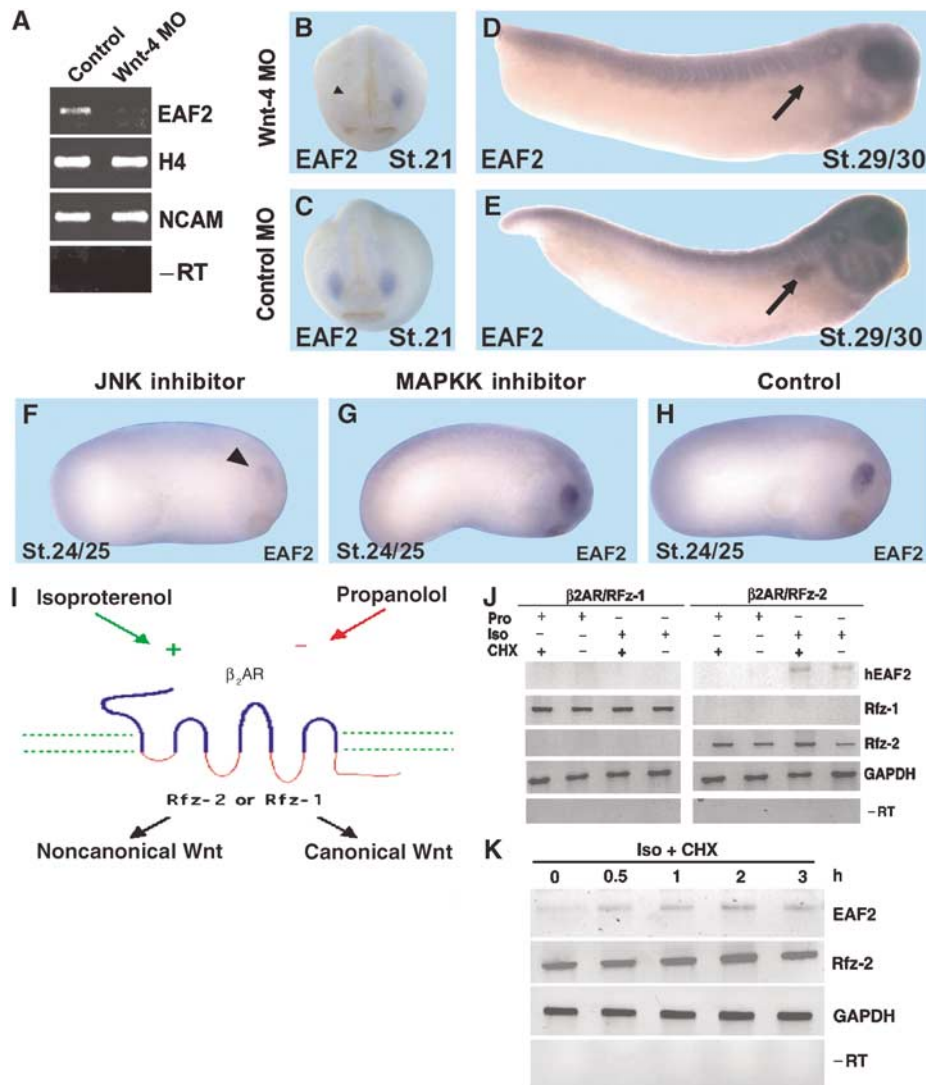 A
Control
Wnt-4 MO
EAF2
H4
NCAM
–RT
B
Wnt-4 MO
EAF2 St.21
D
EAF2 St.29/30
C
Control MO
EAF2 St.21
E
EAF2 St.29/30
JNK inhibitor MAPKK inhibitor Control
F
St.24/25 EAF2
G
St.24/25 EAF2
H
St.24/25 EAF2
I
Isoproterenol Propanolol
+ –
β2AR
Rfz-2 or Rfz-1
Noncanonical Wnt Canonical Wnt
J
β2AR/RFz-1 β2AR/RFz-2
Pro + + – – + + – –
Iso – – + + – – + +
CHX + – + – + – + –
hEAF2
Rfz-1
Rfz-2
GAPDH
–RT
K
Iso + CHX
0 0.5 1 2 3 h
EAF2
Rfz-2
GAPDH
–RT